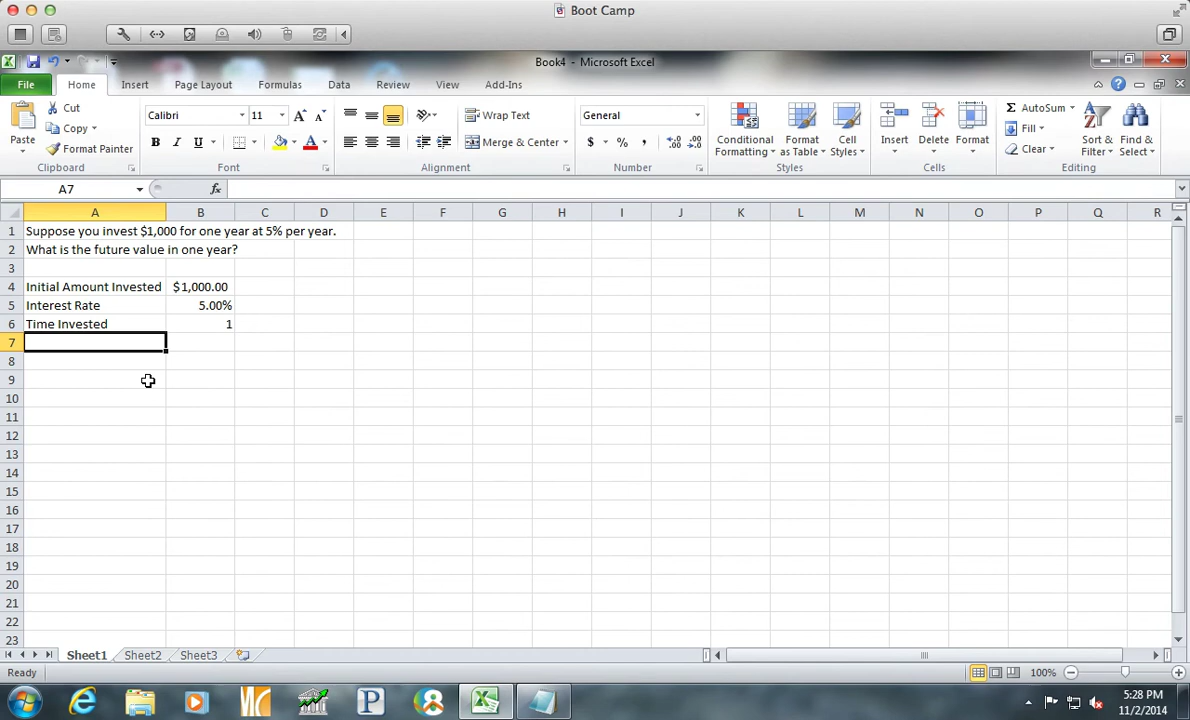 Boot Camp
Book4 - Microsoft Excel
File Home Insert Page Layout Formulas Data Review View Add-Ins
Paste
Cut
Copy
Format Painter
Clipboard
Calibri 11
B I U
Font
Wrap Text
Merge & Center
Alignment
General
$ % ,
Number
Conditional Formatting
Format as Table
Cell Styles
Styles
Insert
Delete
Format
Cells
AutoSum
Fill
Clear
Sort & Filter
Find & Select
Editing
A7 fx
A B C D E F G H I J K L M N O P Q R
1 Suppose you invest $1,000 for one year at 5% per year.
2 What is the future value in one year?
3
4 Initial Amount Invested $1,000.00
5 Interest Rate 5.00%
6 Time Invested 1
7
8
9
10
11
12
13
14
15
16
17
18
19
20
21
22
23
Sheet1 Sheet2 Sheet3
Ready 100%
5:28 PM
11/2/2014